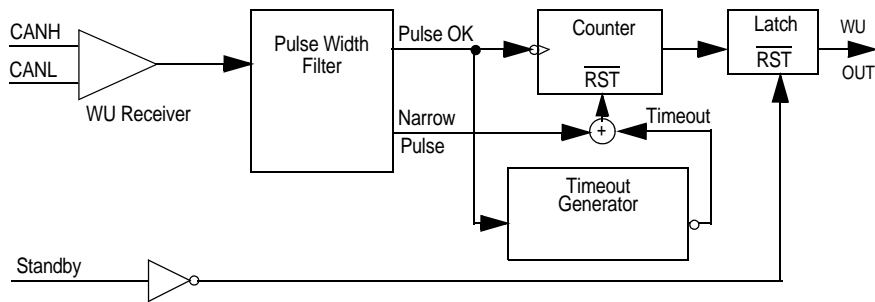 CANH
CANL
WU Receiver
Pulse Width
Filter
Pulse OK
Narrow
Pulse
Counter
RST
+
Timeout
Timeout
Generator
Latch
RST
WU
OUT
Standby